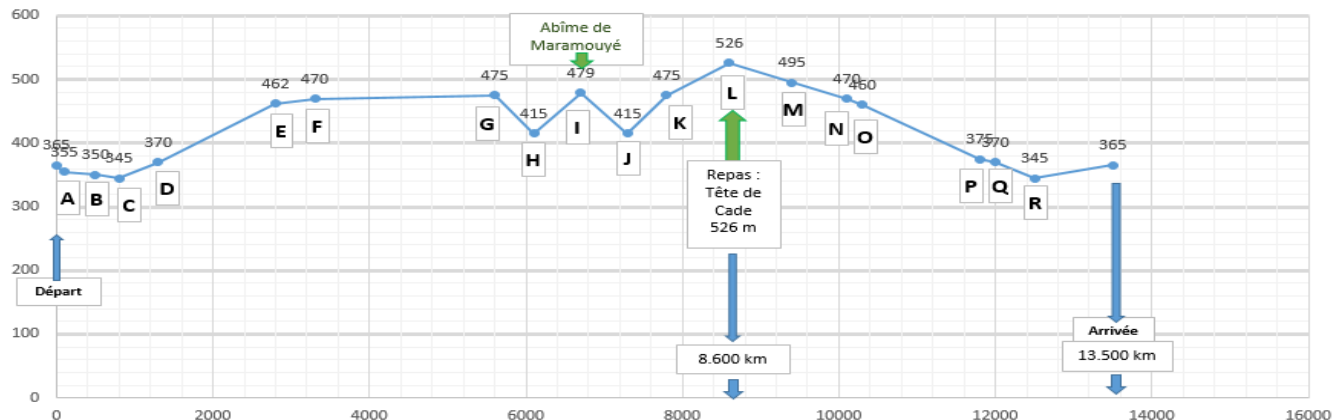 600
Abîme de
Maramouyé
526
500
462 470 475 479 475 495 470 460
L
E F G I K M N O
415 415
H J
400
365 355 350 345 370 375 370 345 365
A B C D P Q R
Repas :
Tête de
Cade
526 m
300
200
Départ
100
Arrivée
8.600 km
13.500 km
0
0 2000 4000 6000 8000 10000 12000 14000 16000